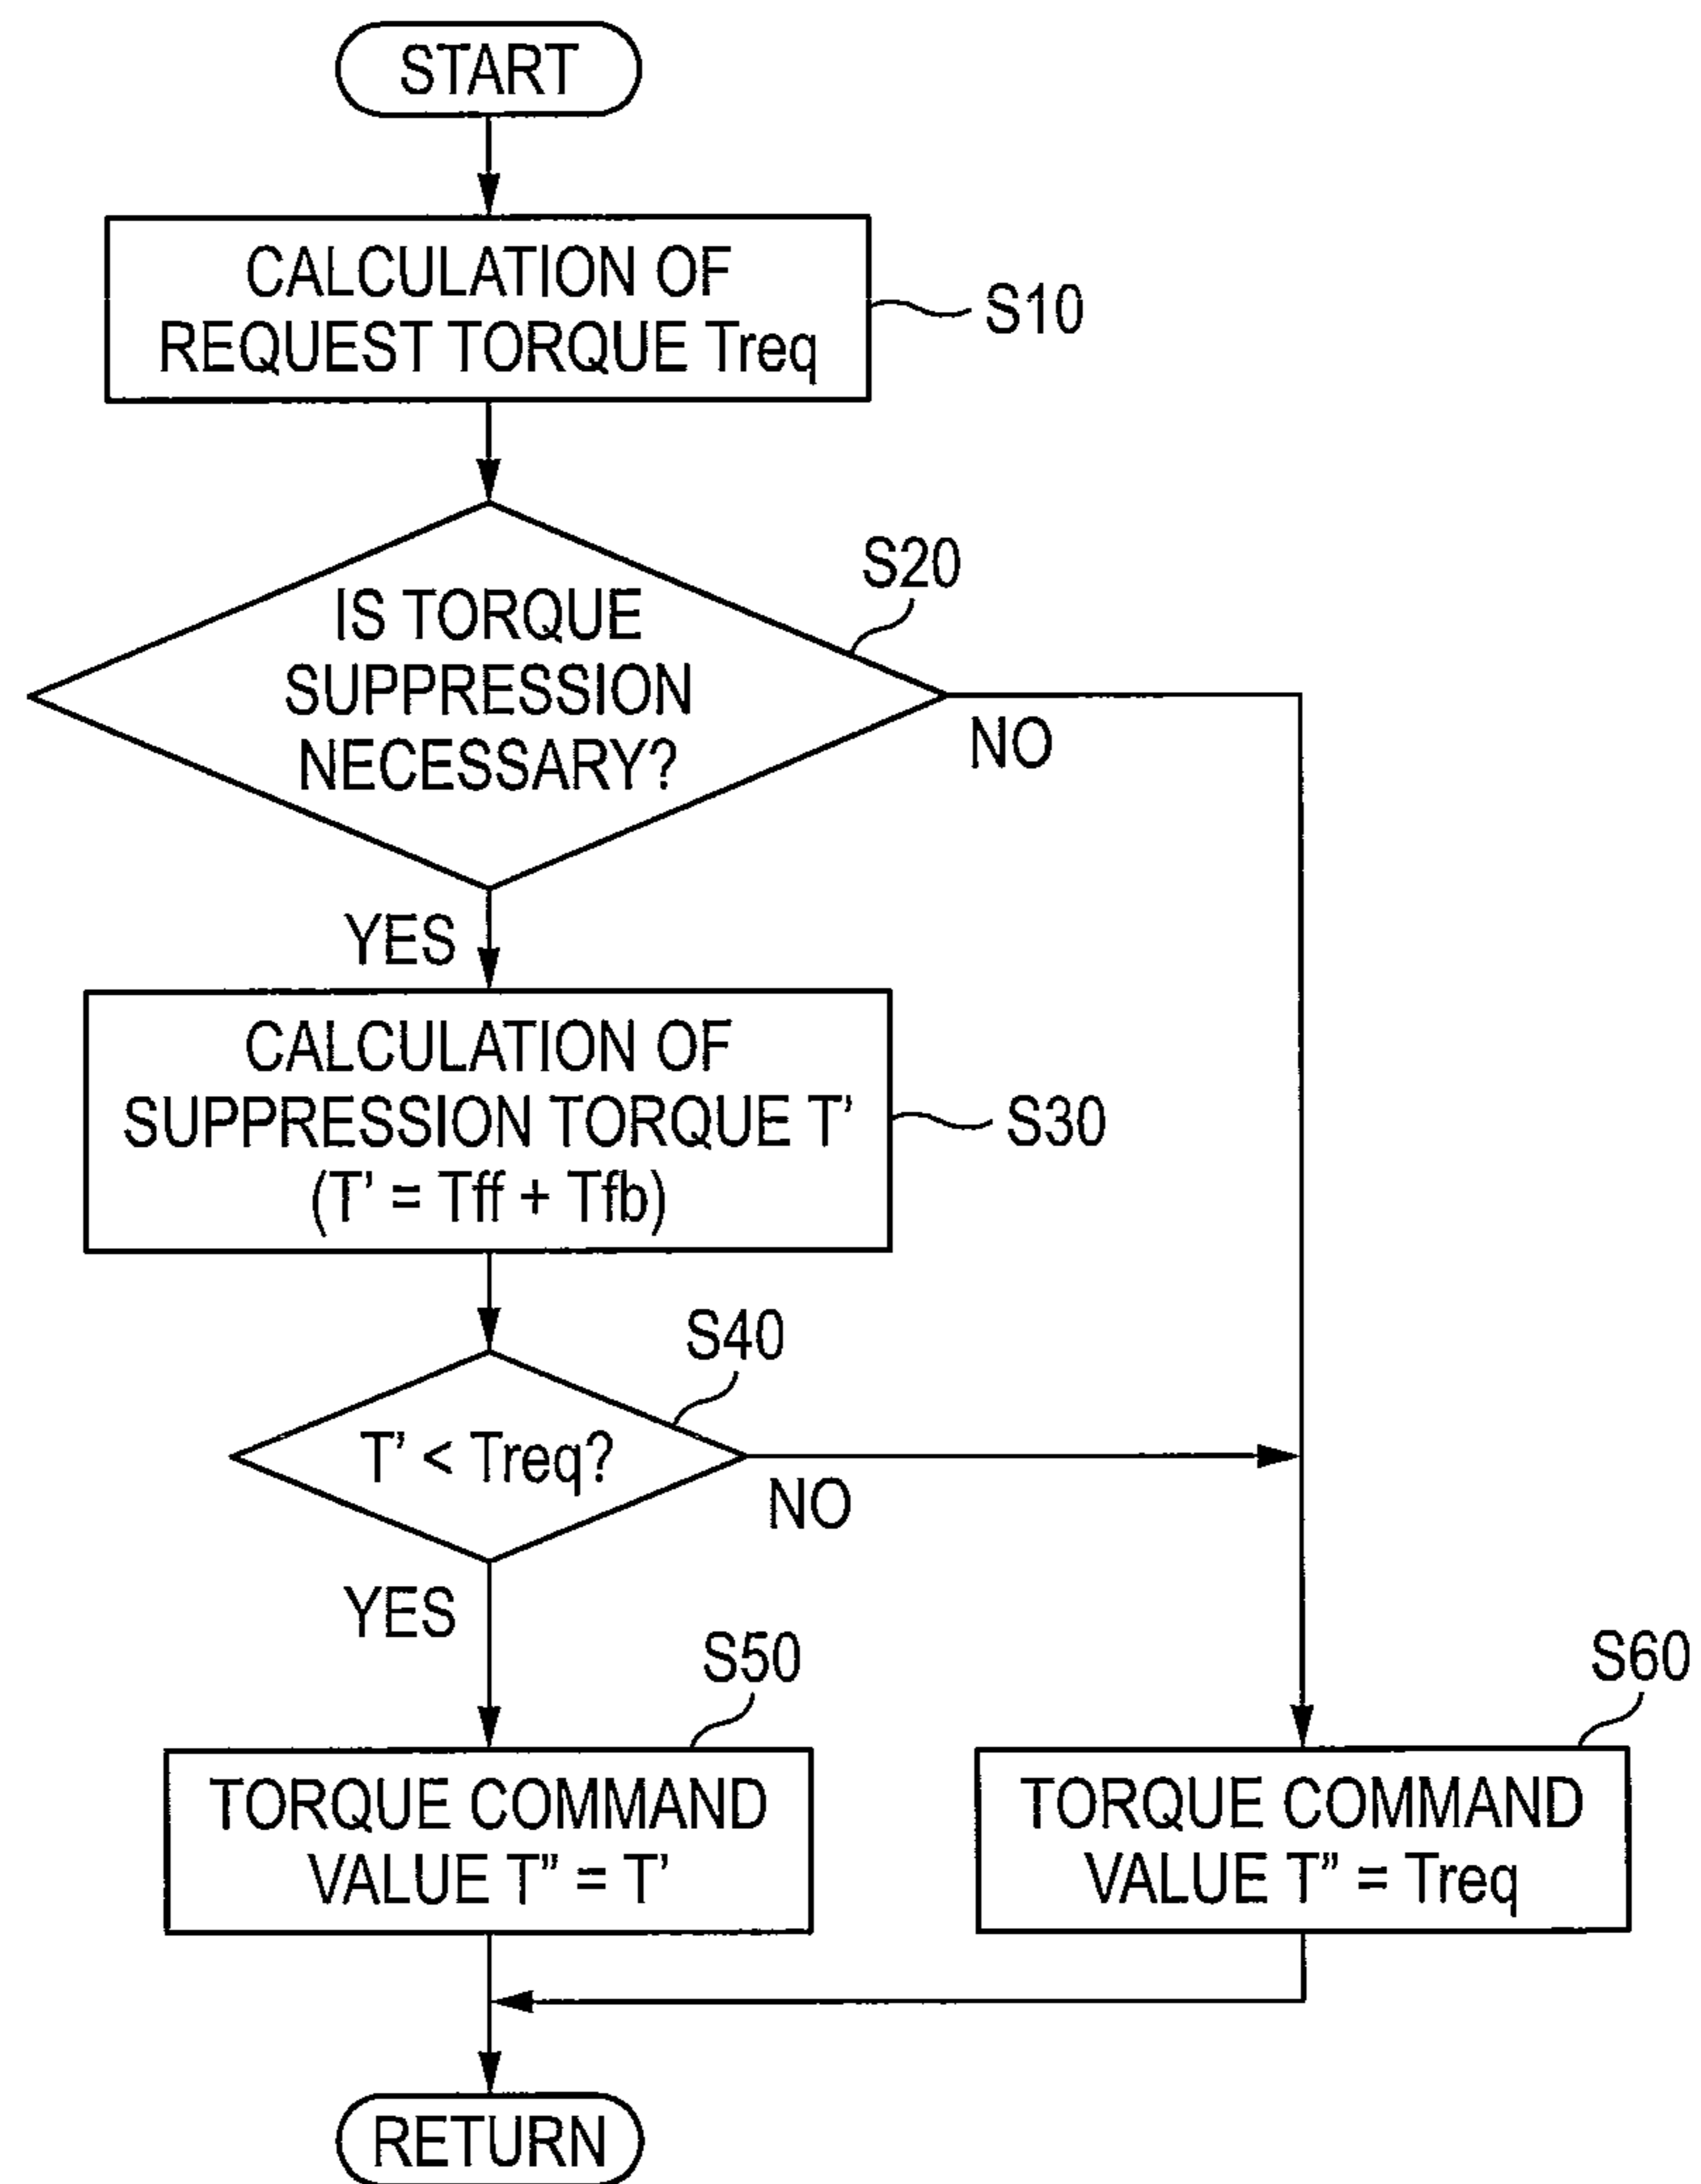 START
CALCULATION OF
REQUEST TORQUE Treq
S10
S20
IS TORQUE
SUPPRESSION
NECESSARY?
NO
YES
CALCULATION OF
SUPPRESSION TORQUE T'
(T' = Tff + Tfb)
S30
S40
T' < Treq?
NO
YES
S50
TORQUE COMMAND
VALUE T" = T'
S60
TORQUE COMMAND
VALUE T" = Treq
RETURN